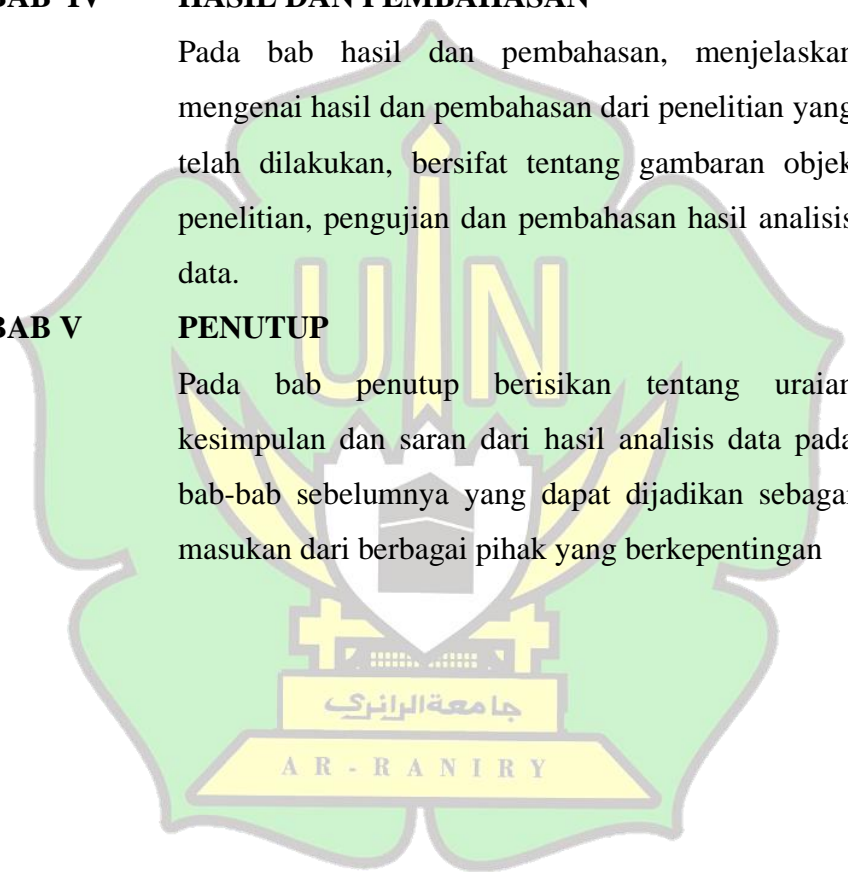 BAB IV HASIL DAN PEMBAHASAN
Pada bab hasil dan pembahasan, menjelaskan
mengenai hasil dan pembahasan dari penelitian yang
telah dilakukan, bersifat tentang gambaran objek
penelitian, pengujian dan pembahasan hasil analisis
data.
BAB V PENUTUP
Pada bab penutup berisikan tentang uraian
kesimpulan dan saran dari hasil analisis data pada
bab-bab sebelumnya yang dapat dijadikan sebagai
masukan dari berbagai pihak yang berkepentingan
UIN
جامعة الرانري
AR-RANIRY